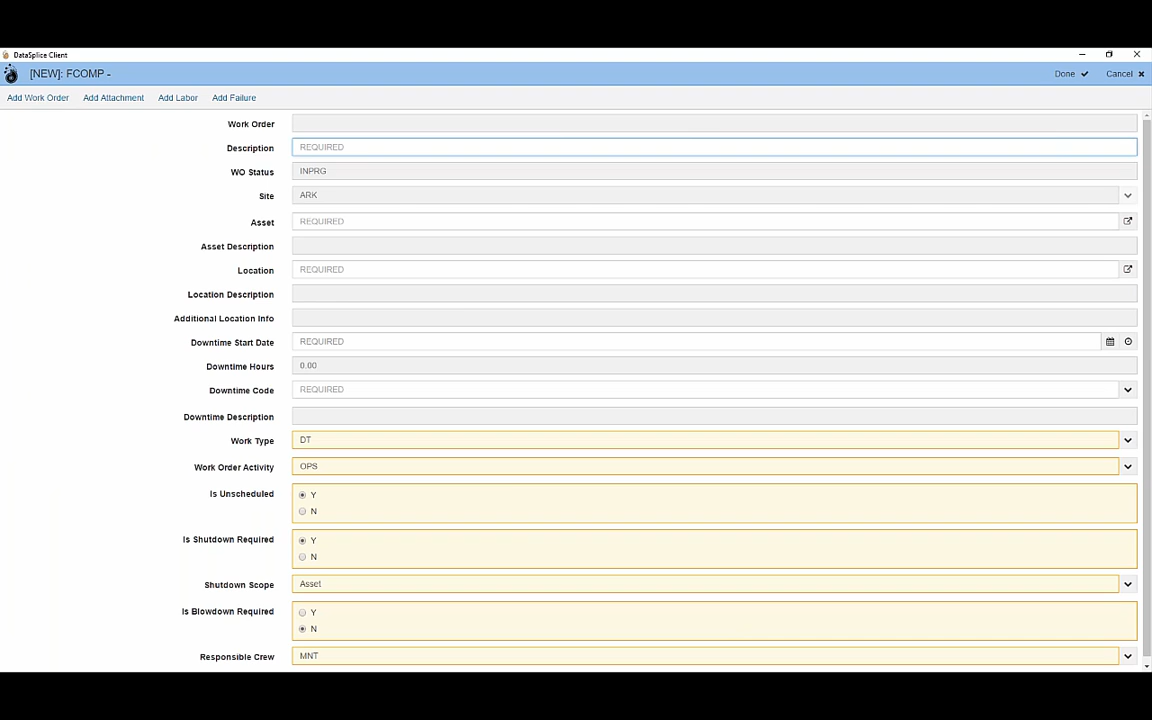 DataSplice Client
[NEW]: FCOMP -
Done
Cancel
Add Work Order
Add Attachment
Add Labor
Add Failure
Work Order
Description
REQUIRED
WO Status
INPRG
Site
ARK
Asset
REQUIRED
Asset Description
Location
REQUIRED
Location Description
Additional Location Info
Downtime Start Date
REQUIRED
Downtime Hours
0.00
Downtime Code
REQUIRED
Downtime Description
Work Type
DT
Work Order Activity
OPS
Is Unscheduled
Y
N
Is Shutdown Required
Y
N
Shutdown Scope
Asset
Is Blowdown Required
Y
N
Responsible Crew
MNT